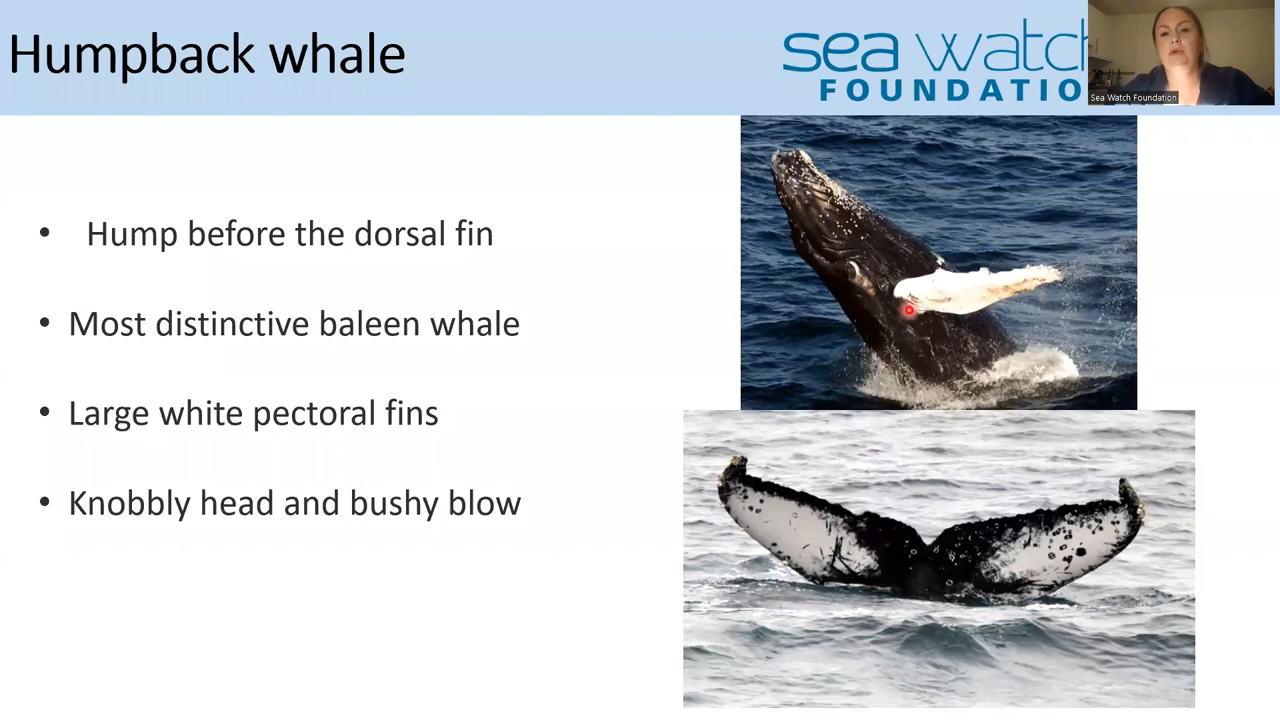 Humpback whale
sea watch
FOUNDATIO
Sea Watch Foundation
• Hump before the dorsal fin
• Most distinctive baleen whale
• Large white pectoral fins
• Knobbly head and bushy blow